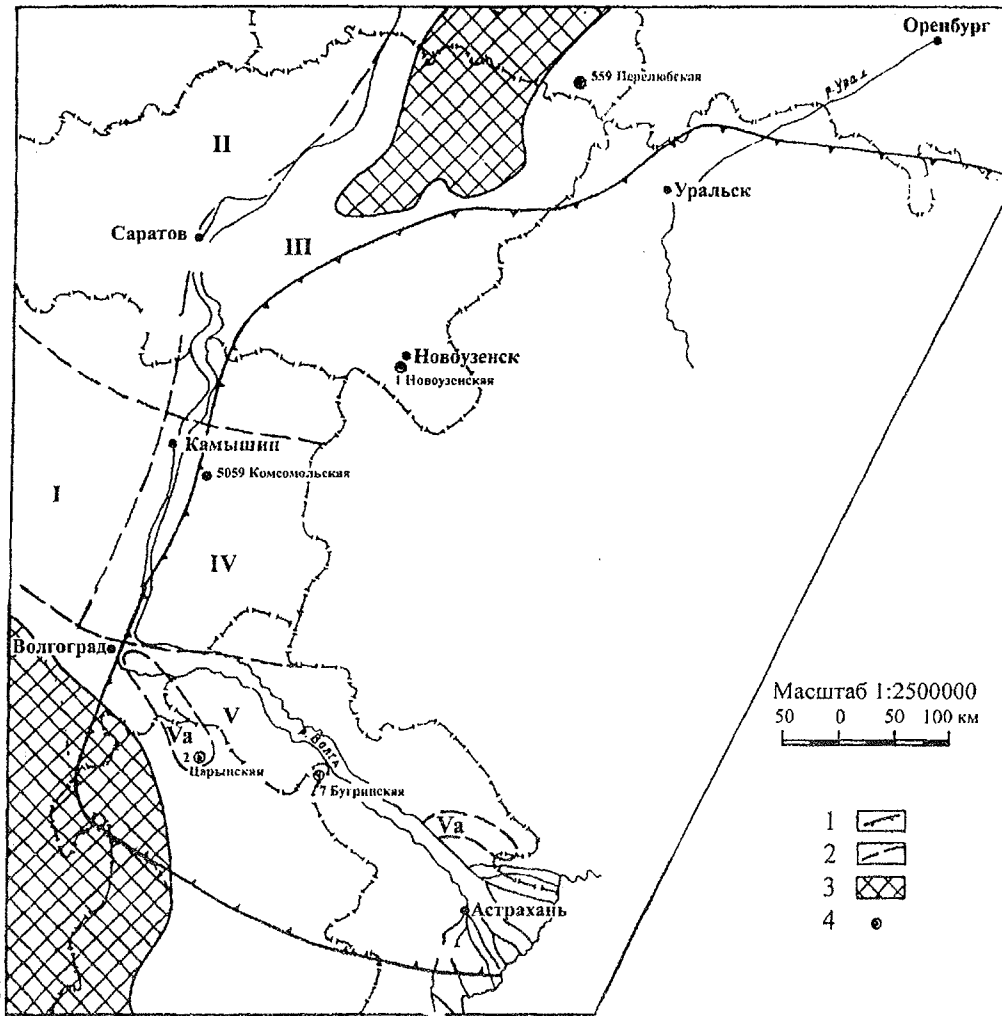 Оренбург
559 Перелюбская
р. Урал
II
Уральск
Саратов
III
Новоузенск
1 Новоузенская
Камышин
5059 Комсомольская
I
IV
Волгоград
Масштаб 1:2500000
50 0 50 100 км
V
Va
р. Волга
2
Царынская
7 Бугринская
Va
1
2
3
4
Астрахань